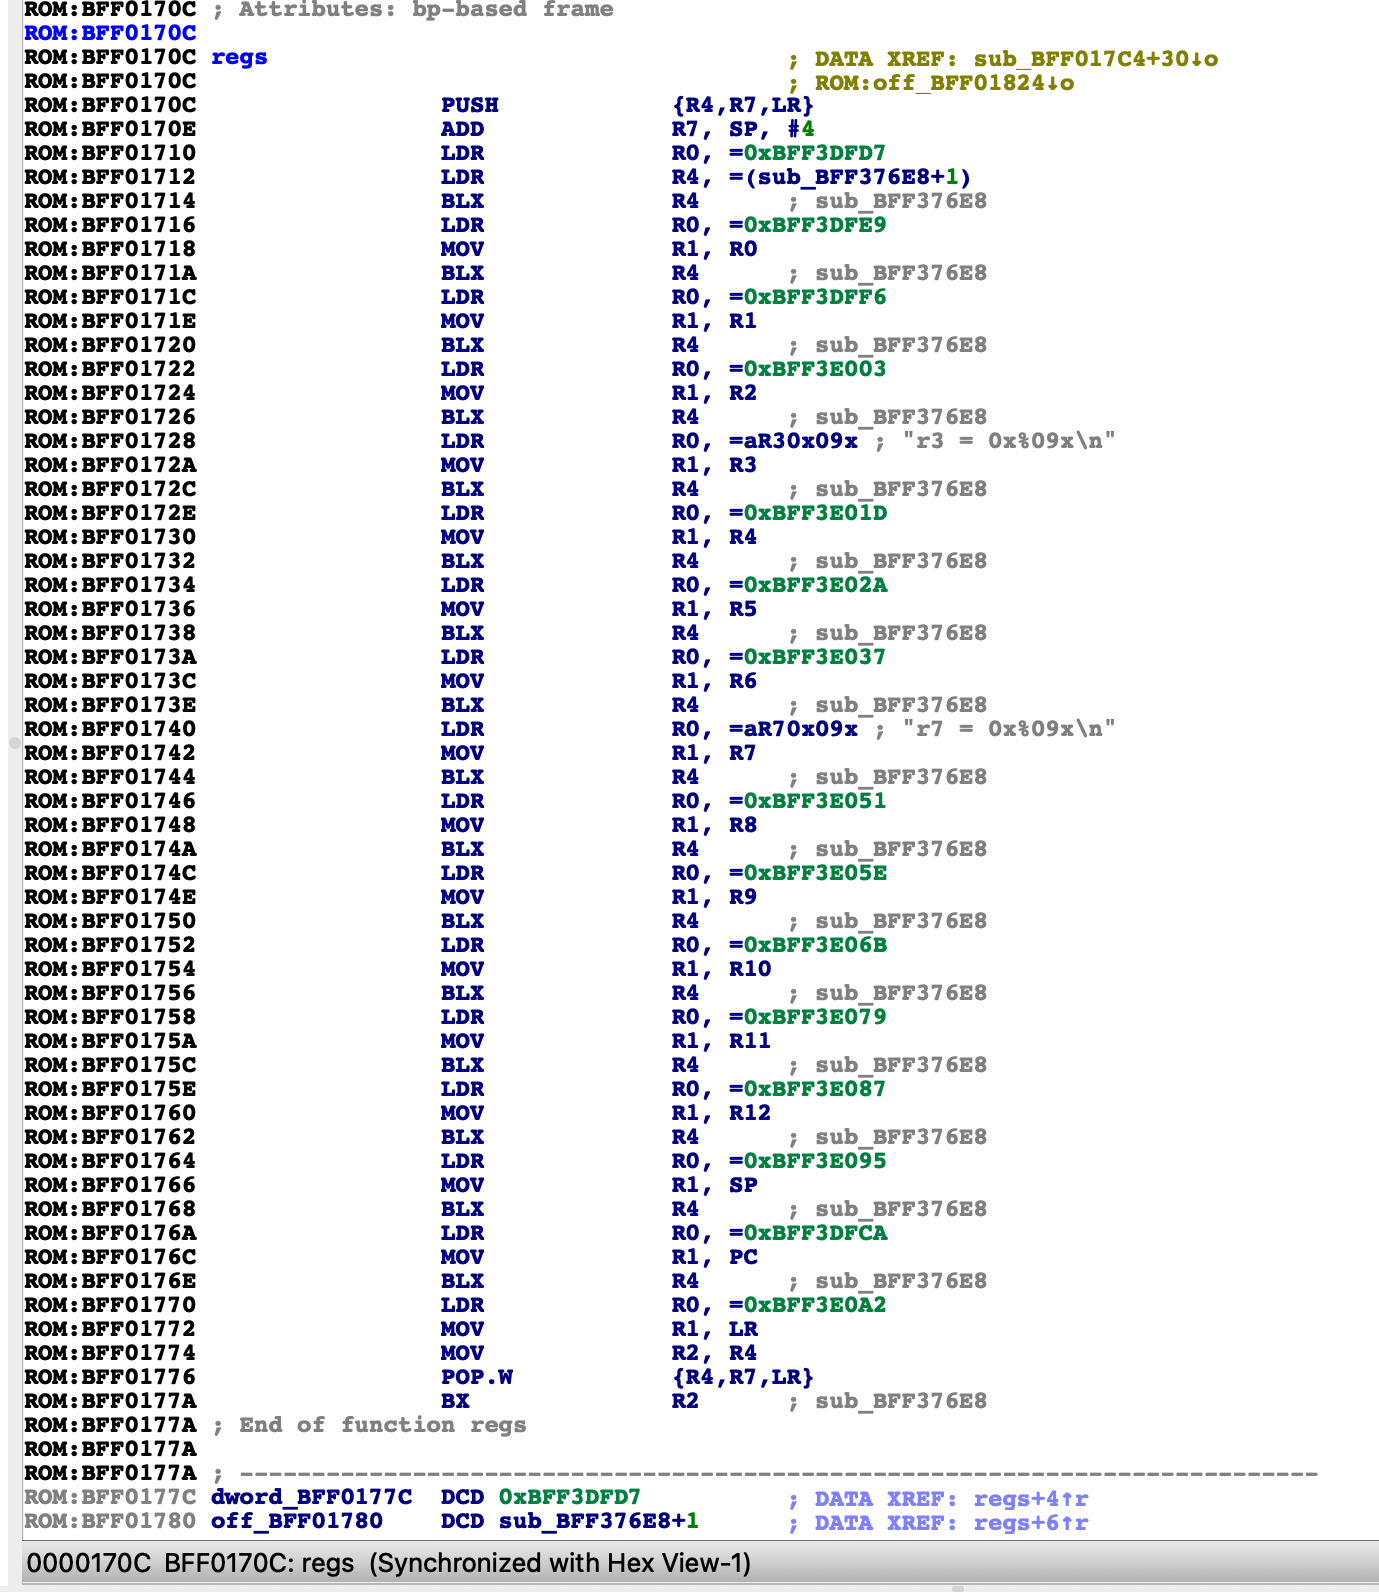 ROM:BFF0170C ; Attributes: bp-based frame
ROM:BFF0170C
ROM:BFF0170C regs ; DATA XREF: sub_BFF017C4+30↓o
ROM:BFF0170C ; ROM:off_BFF01824↓o
ROM:BFF0170C PUSH {R4,R7,LR}
ROM:BFF0170E ADD R7, SP, #4
ROM:BFF01710 LDR R0, =0xBFF3DFD7
ROM:BFF01712 LDR R4, =(sub_BFF376E8+1)
ROM:BFF01714 BLX R4 ; sub_BFF376E8
ROM:BFF01716 LDR R0, =0xBFF3DFE9
ROM:BFF01718 MOV R1, R0
ROM:BFF0171A BLX R4 ; sub_BFF376E8
ROM:BFF0171C LDR R0, =0xBFF3DFF6
ROM:BFF0171E MOV R1, R1
ROM:BFF01720 BLX R4 ; sub_BFF376E8
ROM:BFF01722 LDR R0, =0xBFF3E003
ROM:BFF01724 MOV R1, R2
ROM:BFF01726 BLX R4 ; sub_BFF376E8
ROM:BFF01728 LDR R0, =aR30x09x ; "r3 = 0x%09x\n"
ROM:BFF0172A MOV R1, R3
ROM:BFF0172C BLX R4 ; sub_BFF376E8
ROM:BFF0172E LDR R0, =0xBFF3E01D
ROM:BFF01730 MOV R1, R4
ROM:BFF01732 BLX R4 ; sub_BFF376E8
ROM:BFF01734 LDR R0, =0xBFF3E02A
ROM:BFF01736 MOV R1, R5
ROM:BFF01738 BLX R4 ; sub_BFF376E8
ROM:BFF0173A LDR R0, =0xBFF3E037
ROM:BFF0173C MOV R1, R6
ROM:BFF0173E BLX R4 ; sub_BFF376E8
ROM:BFF01740 LDR R0, =aR70x09x ; "r7 = 0x%09x\n"
ROM:BFF01742 MOV R1, R7
ROM:BFF01744 BLX R4 ; sub_BFF376E8
ROM:BFF01746 LDR R0, =0xBFF3E051
ROM:BFF01748 MOV R1, R8
ROM:BFF0174A BLX R4 ; sub_BFF376E8
ROM:BFF0174C LDR R0, =0xBFF3E05E
ROM:BFF0174E MOV R1, R9
ROM:BFF01750 BLX R4 ; sub_BFF376E8
ROM:BFF01752 LDR R0, =0xBFF3E06B
ROM:BFF01754 MOV R1, R10
ROM:BFF01756 BLX R4 ; sub_BFF376E8
ROM:BFF01758 LDR R0, =0xBFF3E079
ROM:BFF0175A MOV R1, R11
ROM:BFF0175C BLX R4 ; sub_BFF376E8
ROM:BFF0175E LDR R0, =0xBFF3E087
ROM:BFF01760 MOV R1, R12
ROM:BFF01762 BLX R4 ; sub_BFF376E8
ROM:BFF01764 LDR R0, =0xBFF3E095
ROM:BFF01766 MOV R1, SP
ROM:BFF01768 BLX R4 ; sub_BFF376E8
ROM:BFF0176A LDR R0, =0xBFF3DFCA
ROM:BFF0176C MOV R1, PC
ROM:BFF0176E BLX R4 ; sub_BFF376E8
ROM:BFF01770 LDR R0, =0xBFF3E0A2
ROM:BFF01772 MOV R1, LR
ROM:BFF01774 MOV R2, R4
ROM:BFF01776 POP.W {R4,R7,LR}
ROM:BFF0177A BX R2 ; sub_BFF376E8
ROM:BFF0177A ; End of function regs
ROM:BFF0177A
ROM:BFF0177A ; ---------------------------------------------------------------------------
ROM:BFF0177C dword_BFF0177C DCD 0xBFF3DFD7 ; DATA XREF: regs+4↑r
ROM:BFF01780 off_BFF01780 DCD sub_BFF376E8+1 ; DATA XREF: regs+6↑r
0000170C BFF0170C: regs (Synchronized with Hex View-1)